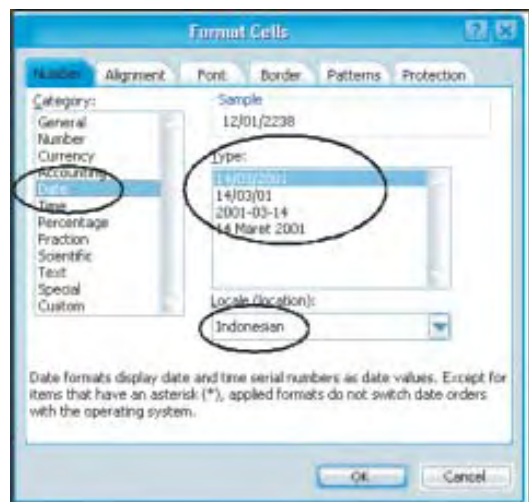 Format Cells
Number Alignment Font Border Patterns Protection
Category:
General
Number
Currency
Accounting
Date
Time
Percentage
Fraction
Scientific
Text
Special
Custom
Sample
12/01/2238
Type:
14/03/2001
14/03/01
2001-03-14
14 Maret 2001
Locale (location):
Indonesian
Date formats display date and time serial numbers as date values. Except for
items that have an asterisk (*), applied formats do not switch date orders
with the operating system.
OK Cancel